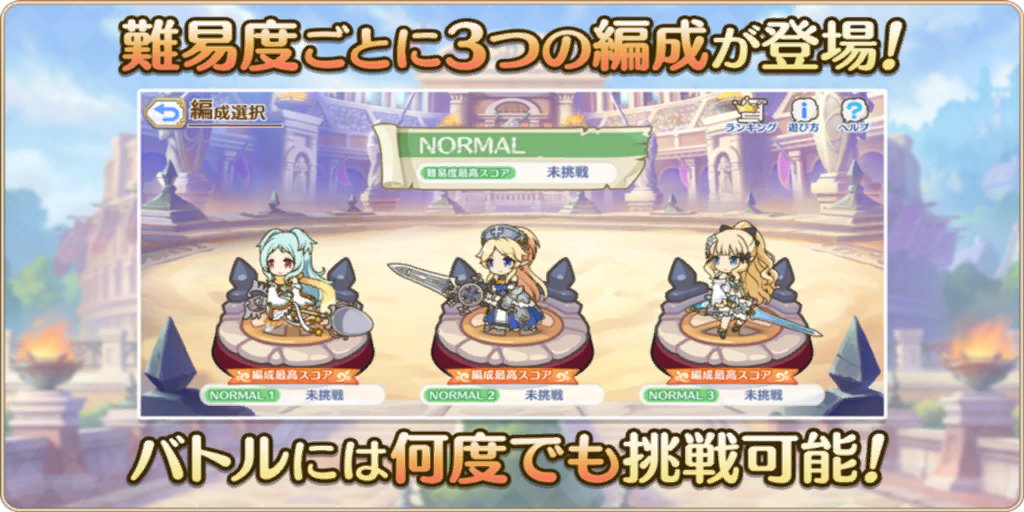 難易度ごとに3つの編成が登場!
編成選択
ランキング
遊び方
ヘルプ
NORMAL
難易度最高スコア
未挑戦
編成最高スコア
編成最高スコア
編成最高スコア
NORMAL 1
未挑戦
NORMAL 2
未挑戦
NORMAL 3
未挑戦
バトルには何度でも挑戦可能!